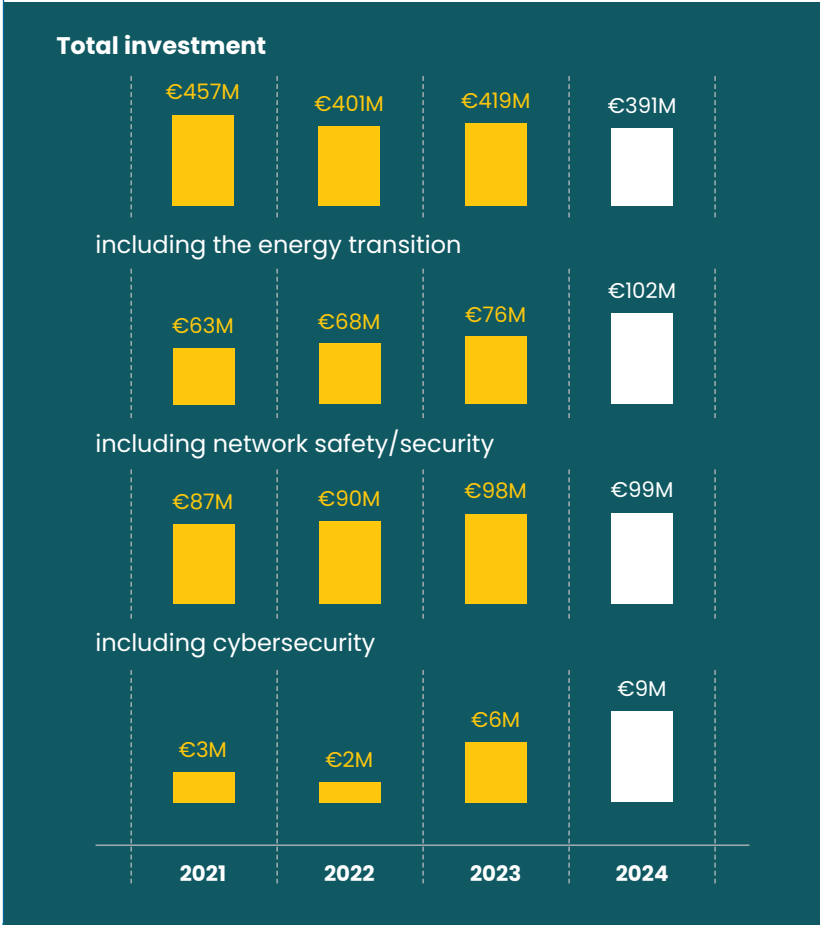 Total investment
€457M
€401M
€419M
€391M
including the energy transition
€63M
€68M
€76M
€102M
including network safety/security
€87M
€90M
€98M
€99M
including cybersecurity
€3M
€2M
€6M
€9M
2021
2022
2023
2024